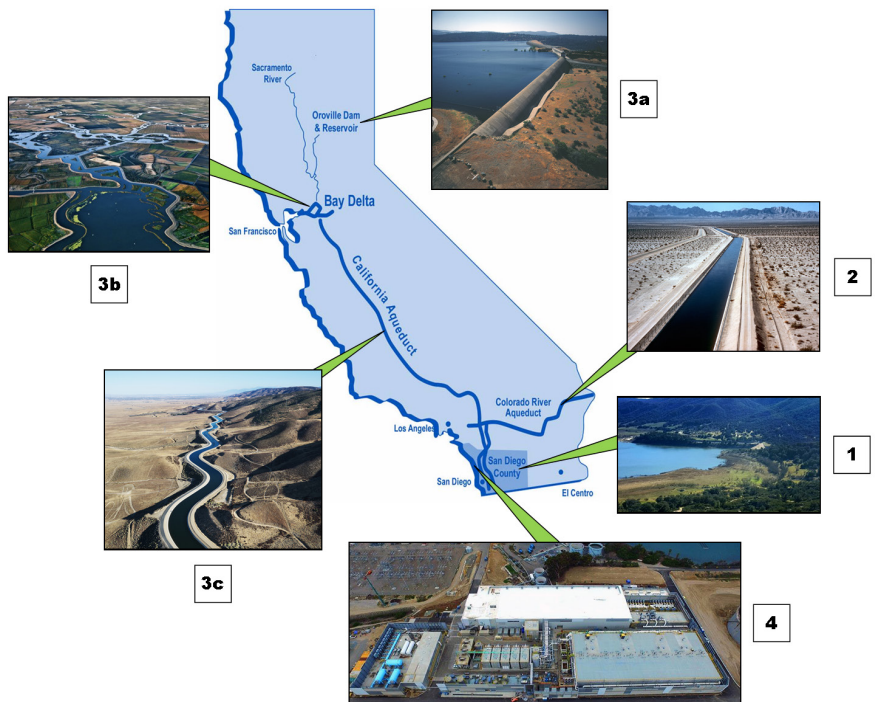 Sacramento
River
Oroville Dam
& Reservoir
3a
Bay Delta
San Francisco
3b
2
California Aqueduct
Colorado River
Aqueduct
Los Angeles
San Diego
County
1
San Diego
El Centro
3c
4